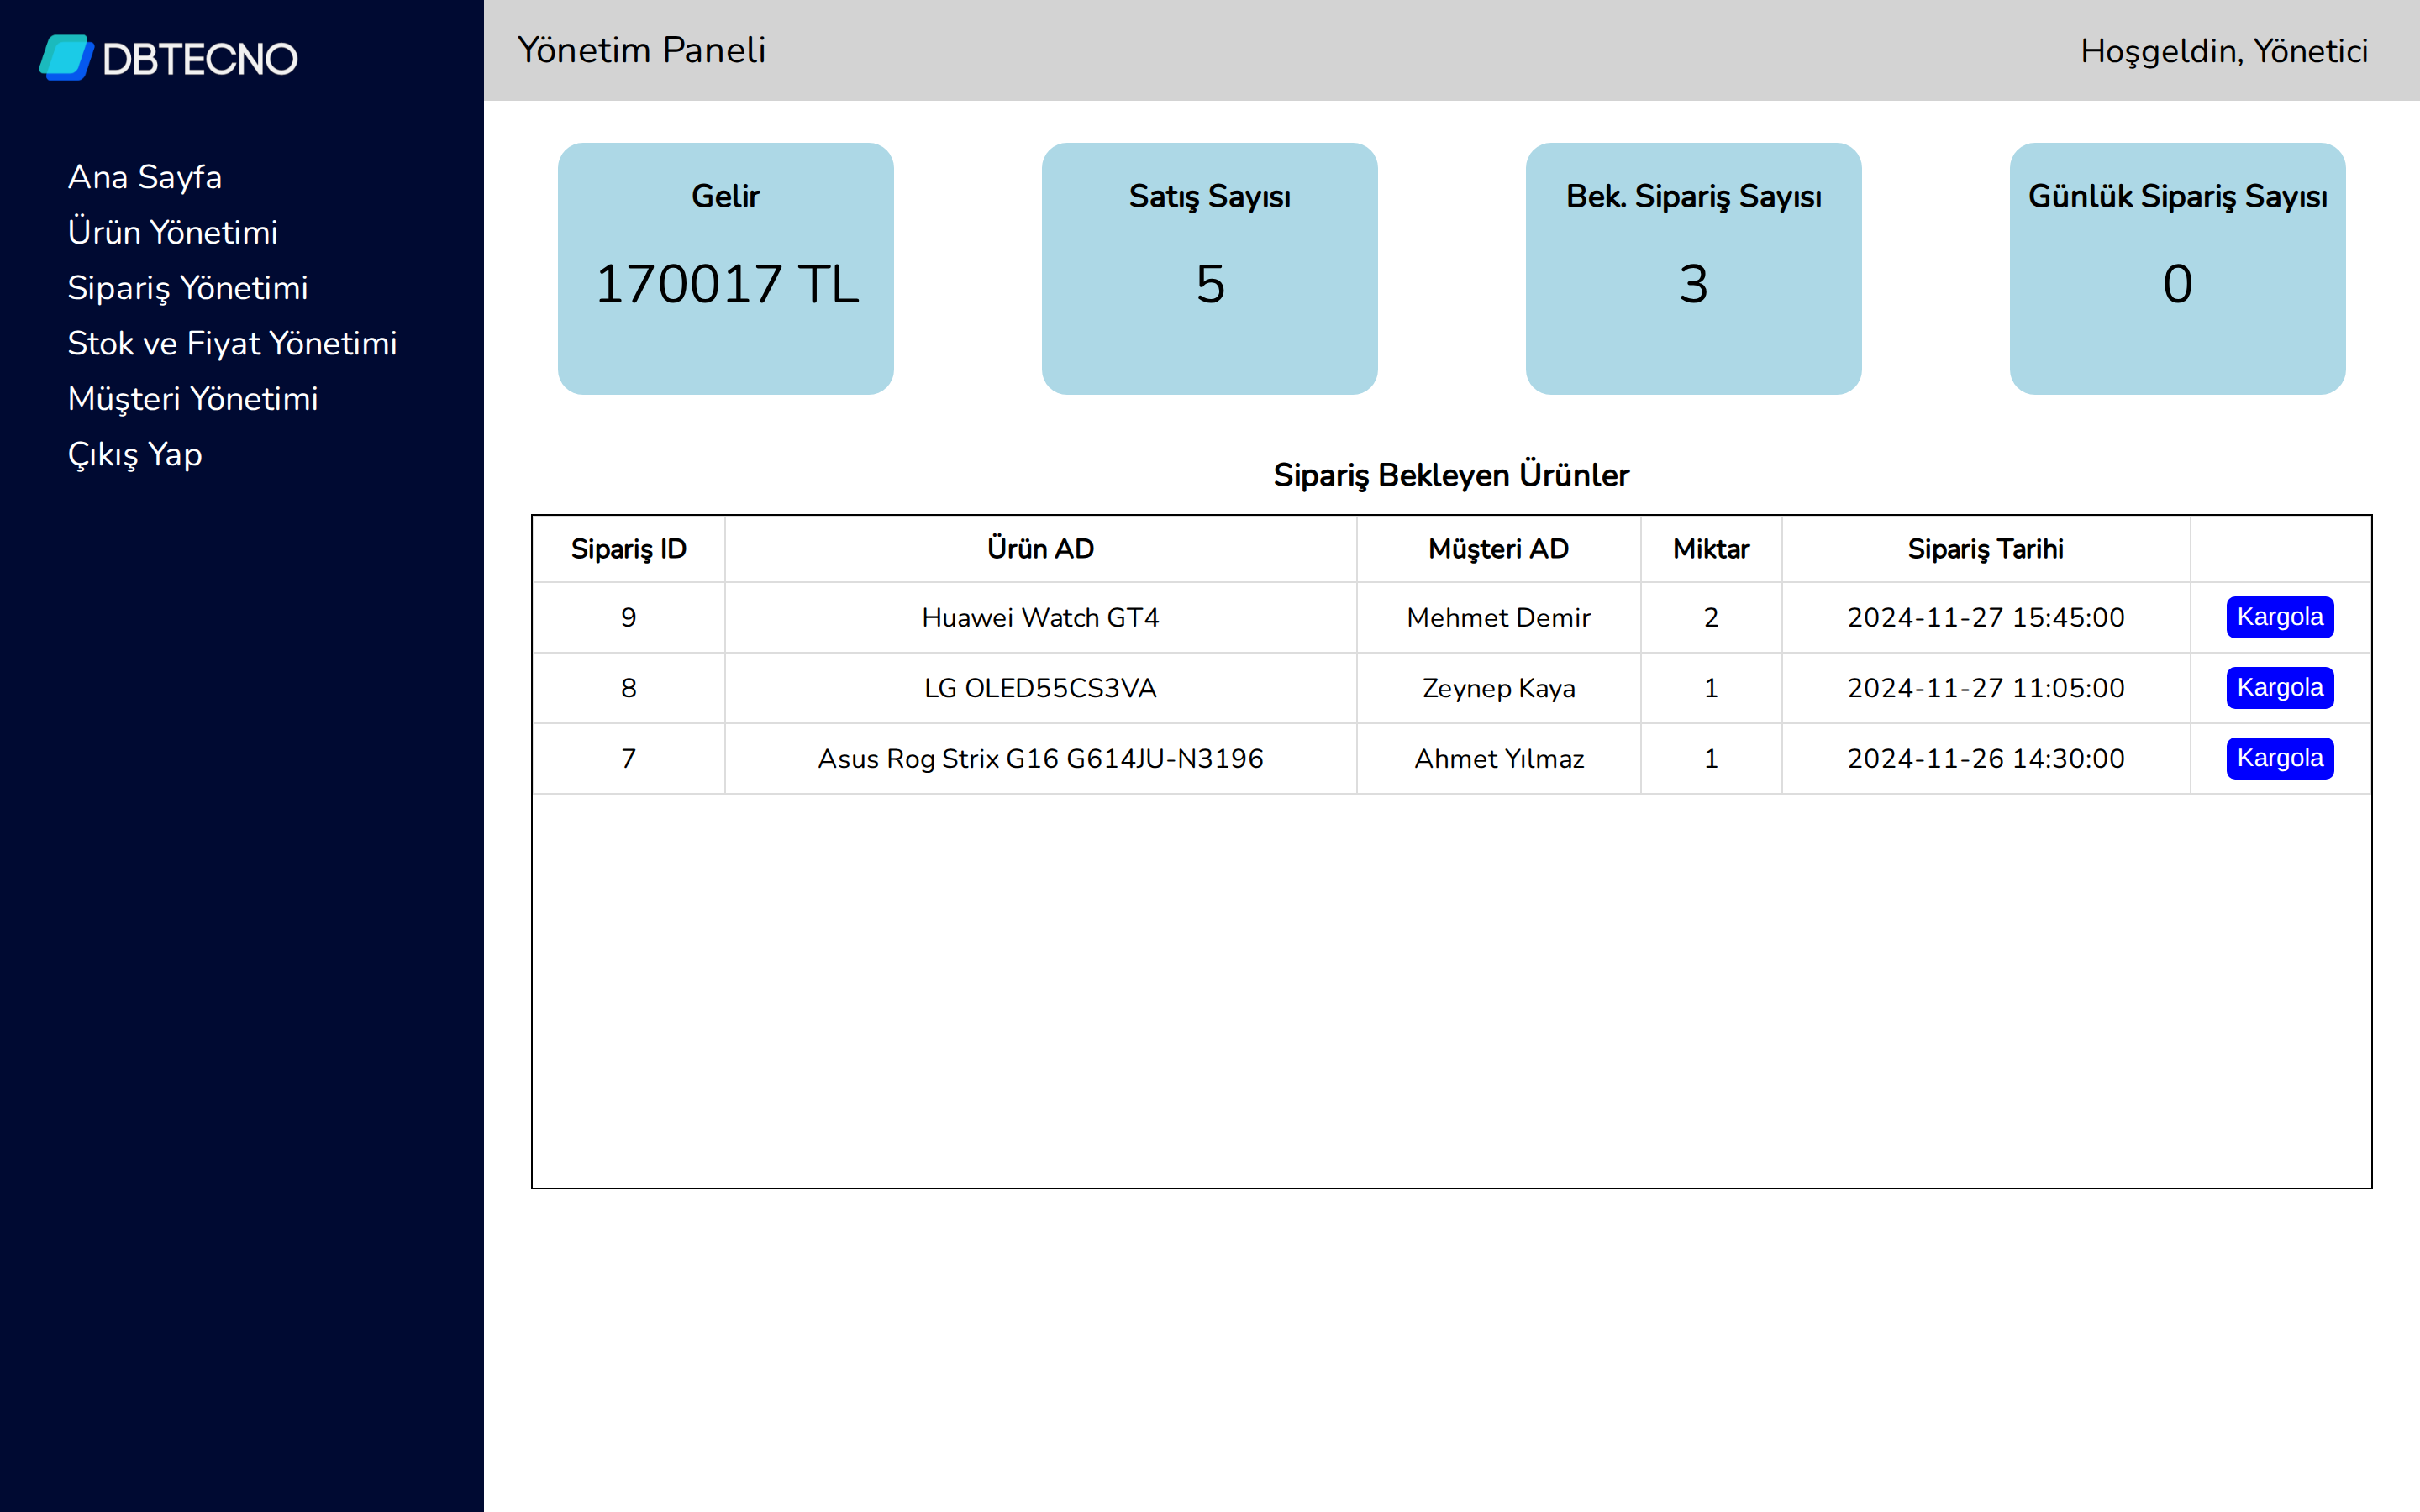 DBTECNO
Ana Sayfa
Ürün Yönetimi
Sipariş Yönetimi
Stok ve Fiyat Yönetimi
Müşteri Yönetimi
Çıkış Yap
Yönetim Paneli
Hoşgeldin, Yönetici
Gelir
170017 TL
Satış Sayısı
5
Bek. Sipariş Sayısı
3
Günlük Sipariş Sayısı
0
Sipariş Bekleyen Ürünler
Sipariş ID Ürün AD Müşteri AD Miktar Sipariş Tarihi
9 Huawei Watch GT4 Mehmet Demir 2 2024-11-27 15:45:00 Kargola
8 LG OLED55CS3VA Zeynep Kaya 1 2024-11-27 11:05:00 Kargola
7 Asus Rog Strix G16 G614JU-N3196 Ahmet Yılmaz 1 2024-11-26 14:30:00 Kargola